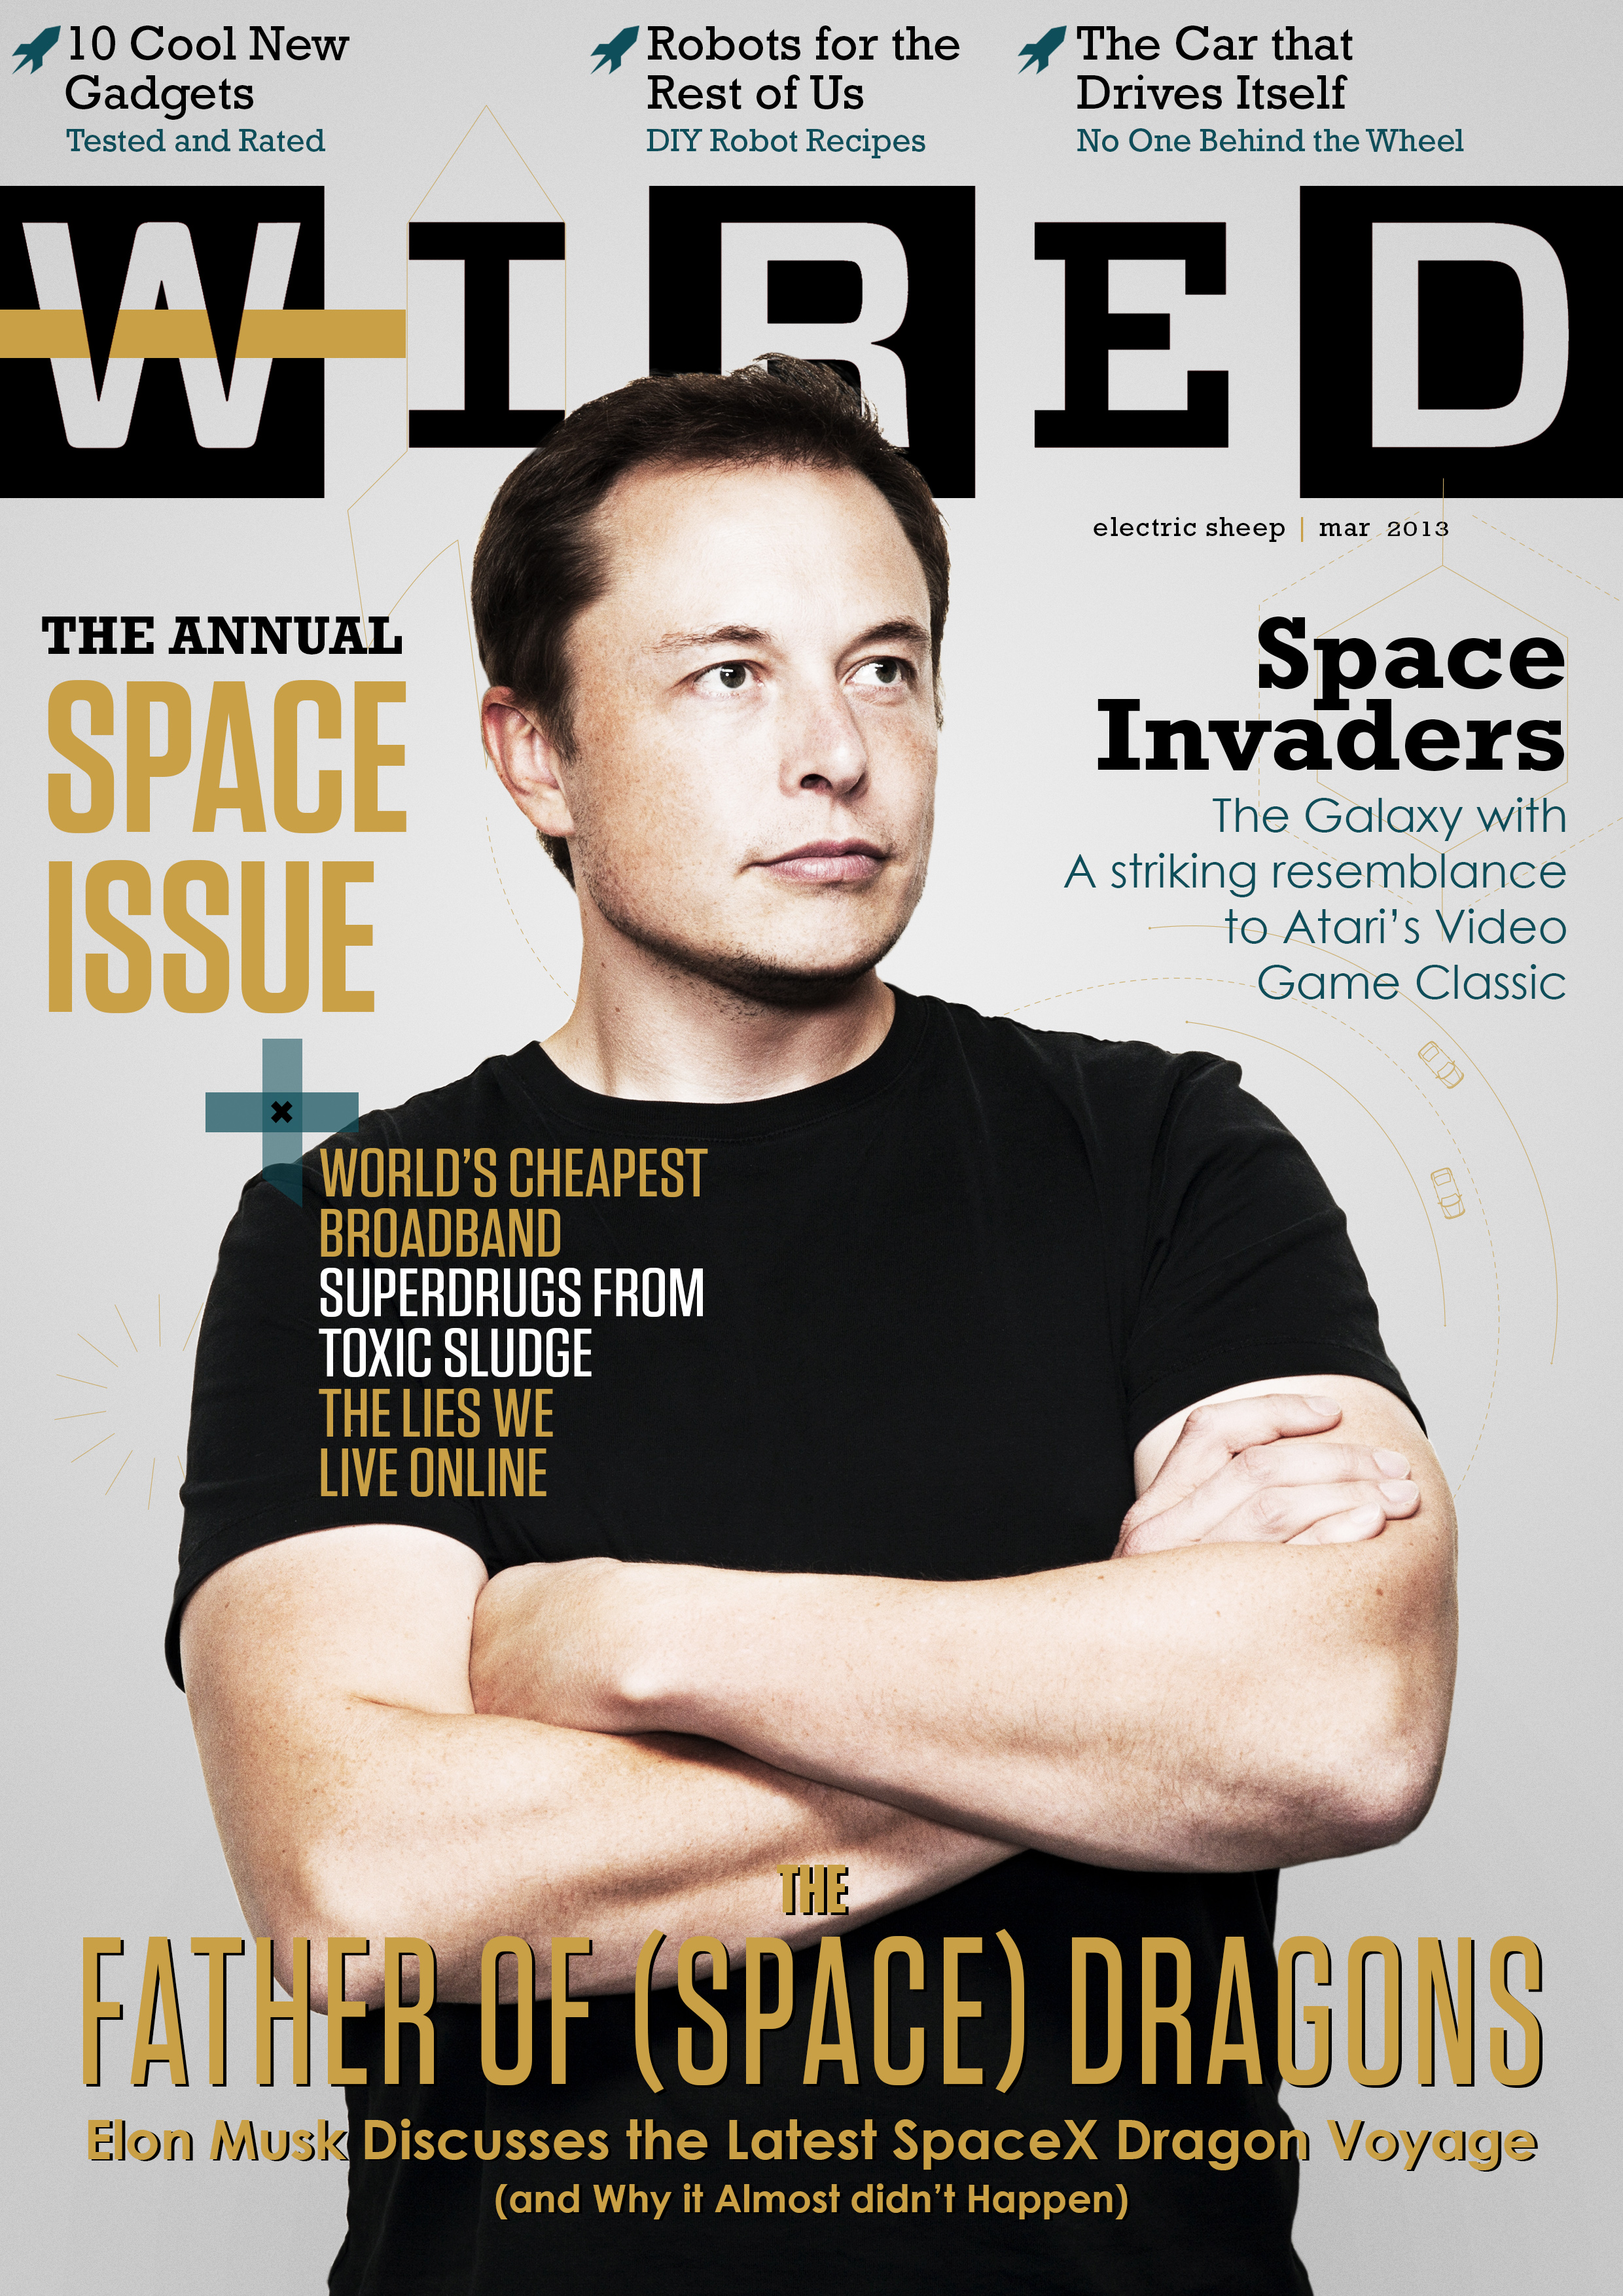 10 Cool New
Gadgets
Tested and Rated
Robots for the
Rest of Us
DIY Robot Recipes
The Car that
Drives Itself
No One Behind the Wheel
WIRED
electric sheep | mar 2013
THE ANNUAL
SPACE
ISSUE
Space
Invaders
The Galaxy with
A striking resemblance
to Atari's Video
Game Classic
WORLD'S CHEAPEST
BROADBAND
SUPERDRUGS FROM
TOXIC SLUDGE
THE LIES WE
LIVE ONLINE
THE
FATHER OF (SPACE) DRAGONS
Elon Musk Discusses the Latest SpaceX Dragon Voyage
(and Why it Almost didn't Happen)